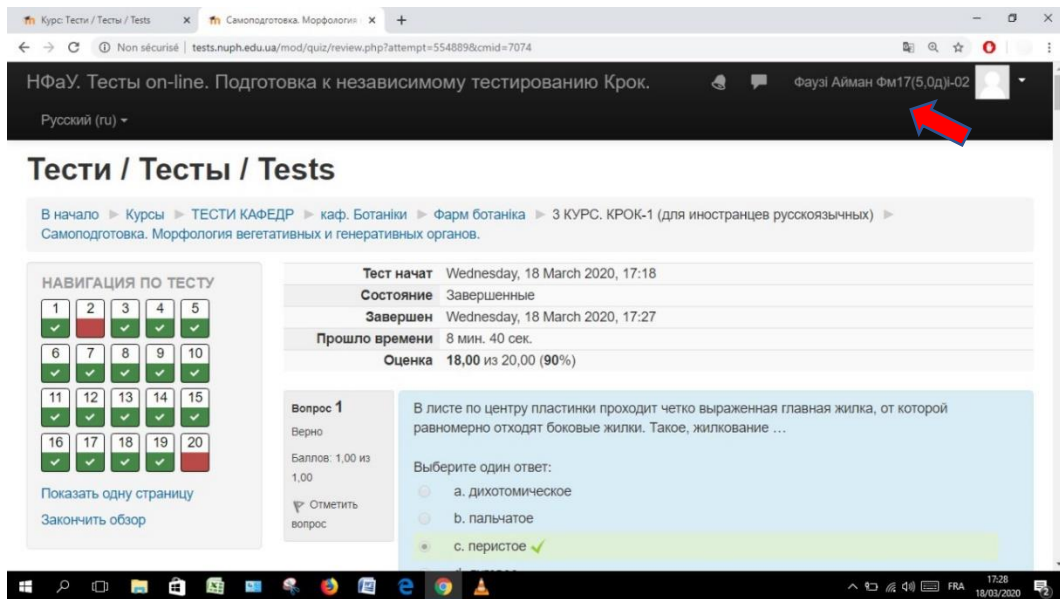 Курс: Тести / Тесты / Tests
Самоподготовка. Морфология
Non sécurisé | tests.nuph.edu.ua/mod/quiz/review.php?attempt=554889&cmid=7074
НФаУ. Тесты on-line. Подготовка к независимому тестированию Крок.
Фаузі Айман Фм17(5,0д)і-02
Русский (ru)
Тести / Тесты / Tests
В начало ► Курсы ► ТЕСТИ КАФЕДР ► каф. Ботаніки ► Фарм ботаніка ► 3 КУРС. КРОК-1 (для иностранцев русскоязычных) ►
Самоподготовка. Морфология вегетативных и генеративных органов.
НАВИГАЦИЯ ПО ТЕСТУ
1 2 3 4 5
6 7 8 9 10
11 12 13 14 15
16 17 18 19 20
Показать одну страницу
Закончить обзор
Тест начат Wednesday, 18 March 2020, 17:18
Состояние Завершенные
Завершен Wednesday, 18 March 2020, 17:27
Прошло времени 8 мин. 40 сек.
Оценка 18,00 из 20,00 (90%)
Вопрос 1
Верно
Баллов: 1,00 из
1,00
Отметить
вопрос
В листе по центру пластинки проходит четко выраженная главная жилка, от которой
равномерно отходят боковые жилки. Такое, жилкование …
Выберите один ответ:
a. дихотомическое
b. пальчатое
c. перистое
FRA
17:28
18/03/2020